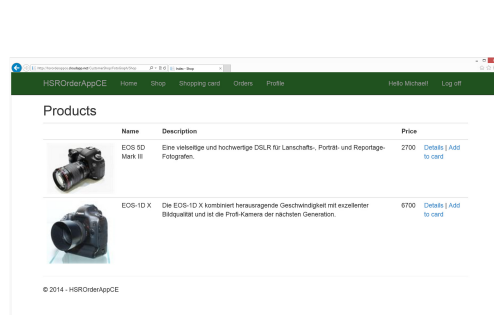 Index - Shop
HSROrderAppCE Home Shop Shopping card Orders Profile Hello Michael! Log off
Products
Name Description Price
EOS 5D Eine vielseitige und hochwertige DSLR für Lanschafts-, Porträt- und Reportage- 2700 Details | Add
Mark III Fotografen. to card
EOS-1D X Die EOS-1D X kombiniert herausragende Geschwindigkeit mit exzellenter 6700 Details | Add
Bildqualität und ist die Profi-Kamera der nächsten Generation. to card
© 2014 - HSROrderAppCE